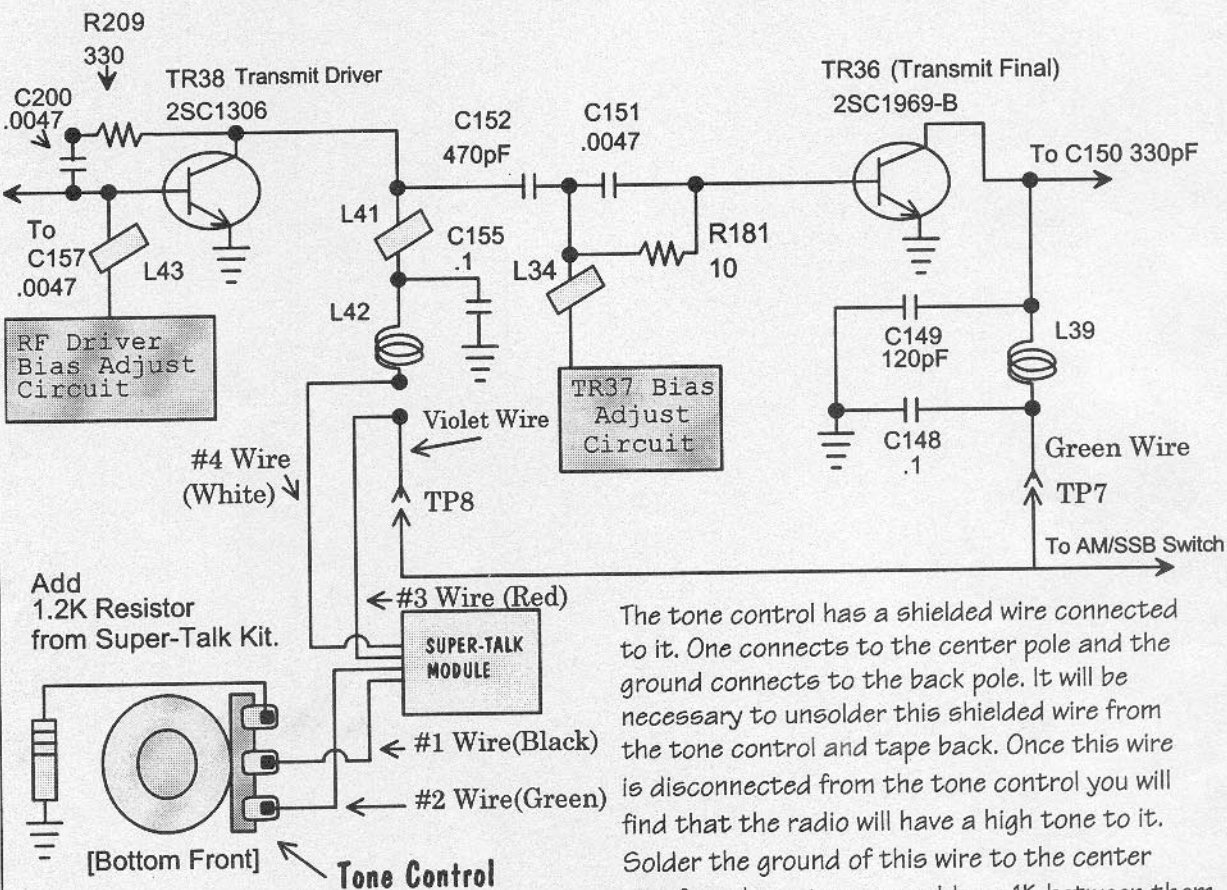 R209
330
C200
.0047
TR38 Transmit Driver
2SC1306
To
C157
.0047
L43
RF Driver
Bias Adjust
Circuit
L41
C155
.1
L42
C152
470pF
C151
.0047
L34
R181
10
TR37 Bias
Adjust
Circuit
TR36 (Transmit Final)
2SC1969-B
To C150 330pF
C149
120pF
L39
C148
.1
Green Wire
TP7
To AM/SSB Switch
Violet Wire
TP8
#4 Wire
(White)
#3 Wire (Red)
SUPER-TALK
MODULE
#1 Wire(Black)
#2 Wire(Green)
Add
1.2K Resistor
from Super-Talk Kit.
[Bottom Front]
Tone Control
The tone control has a shielded wire connected
to it. One connects to the center pole and the
ground connects to the back pole. It will be
necessary to unsolder this shielded wire from
the tone control and tape back. Once this wire
is disconnected from the tone control you will
find that the radio will have a high tone to it.
Solder the ground of this wire to the center
1K between them